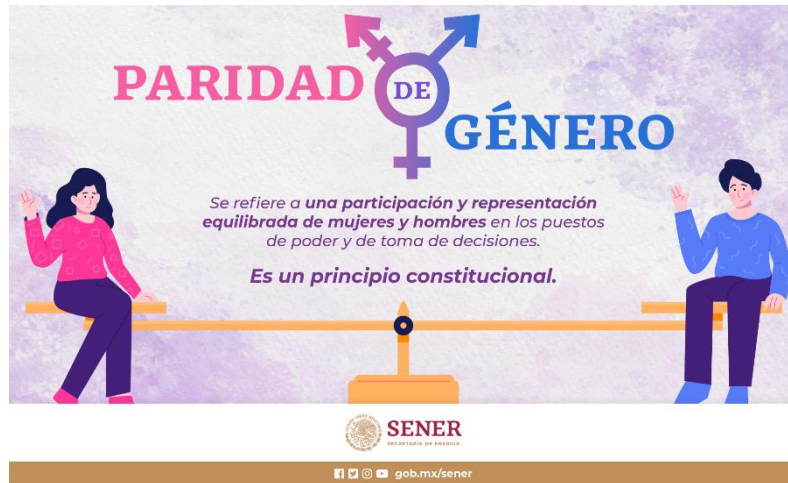 PARIDAD DE
GÉNERO
Se refiere a una participación y representación
equilibrada de mujeres y hombres en los puestos
de poder y de toma de decisiones.
Es un principio constitucional.
SENER
SECRETARÍA DE ENERGÍA
gob.mx/sener